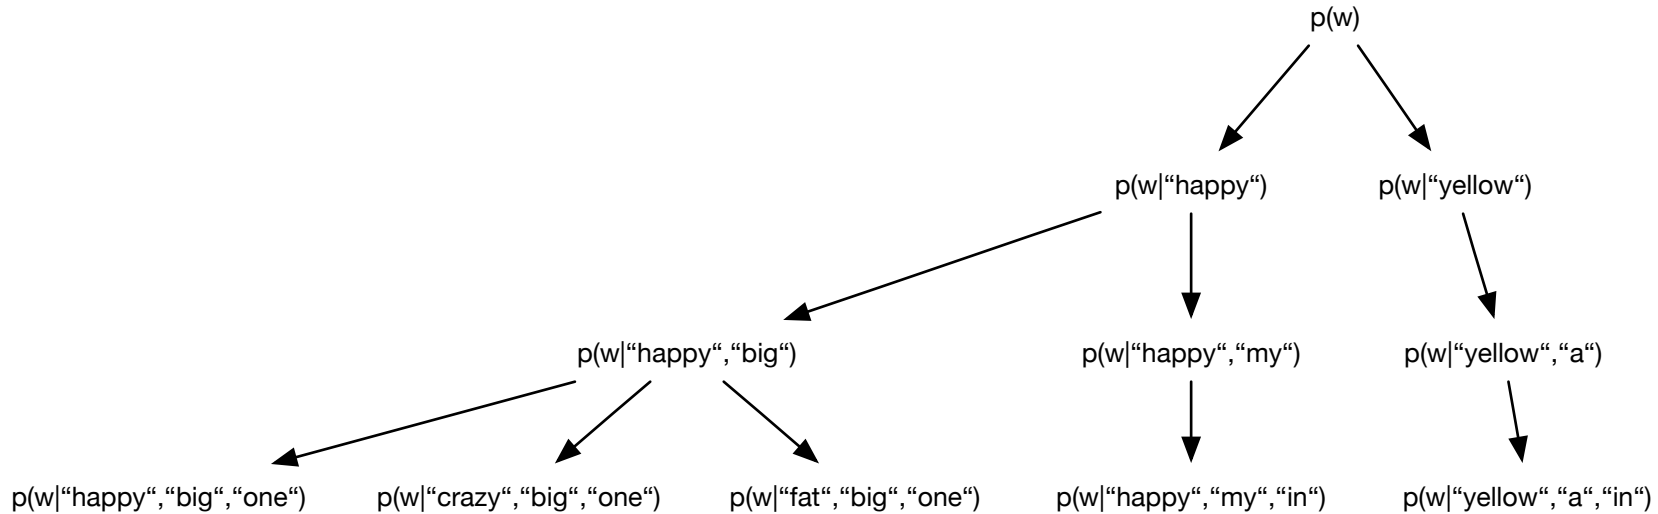 p(w)
p(w|“happy“) p(w|“yellow“)
p(w|“happy“,“big“) p(w|“happy“,“my“) p(w|“yellow“,“a“)
p(w|“happy“,“big“,“one“) p(w|“crazy“,“big“,“one“) p(w|“fat“,“big“,“one“) p(w|“happy“,“my“,“in“) p(w|“yellow“,“a“,“in“)